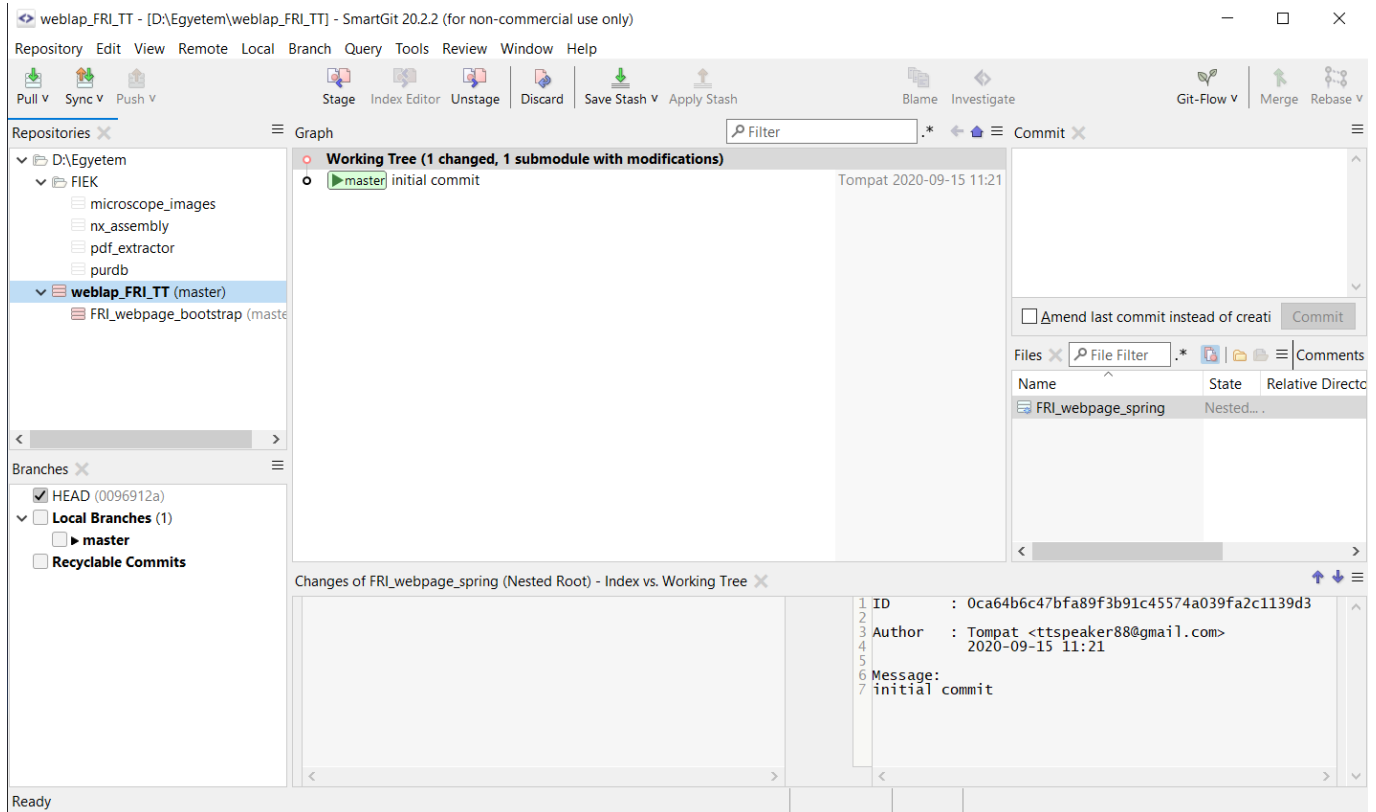 weblap_FRI_TT - [D:\Egyetem\weblap_FRI_TT] - SmartGit 20.2.2 (for non-commercial use only)
Repository Edit View Remote Local Branch Query Tools Review Window Help
Pull Sync Push Stage Index Editor Unstage Discard Save Stash Apply Stash Blame Investigate Git-Flow Merge Rebase
Repositories
D:\Egyetem
FIEK
microscope_images
nx_assembly
pdf_extractor
purdb
weblap_FRI_TT (master)
FRI_webpage_bootstrap (maste
Branches
HEAD (0096912a)
Local Branches (1)
master
Recyclable Commits
Graph
Filter .*
Working Tree (1 changed, 1 submodule with modifications)
master initial commit Tompat 2020-09-15 11:21
Commit
Amend last commit instead of creati Commit
Files File Filter .* Comments
Name State Relative Directo
FRI_webpage_spring Nested... .
Changes of FRI_webpage_spring (Nested Root) - Index vs. Working Tree
1 ID : 0ca64b6c47bfa89f3b91c45574a039fa2c1139d3
2
3 Author : Tompat <ttspeaker88@gmail.com>
4 2020-09-15 11:21
5
6 Message:
7 initial commit
Ready